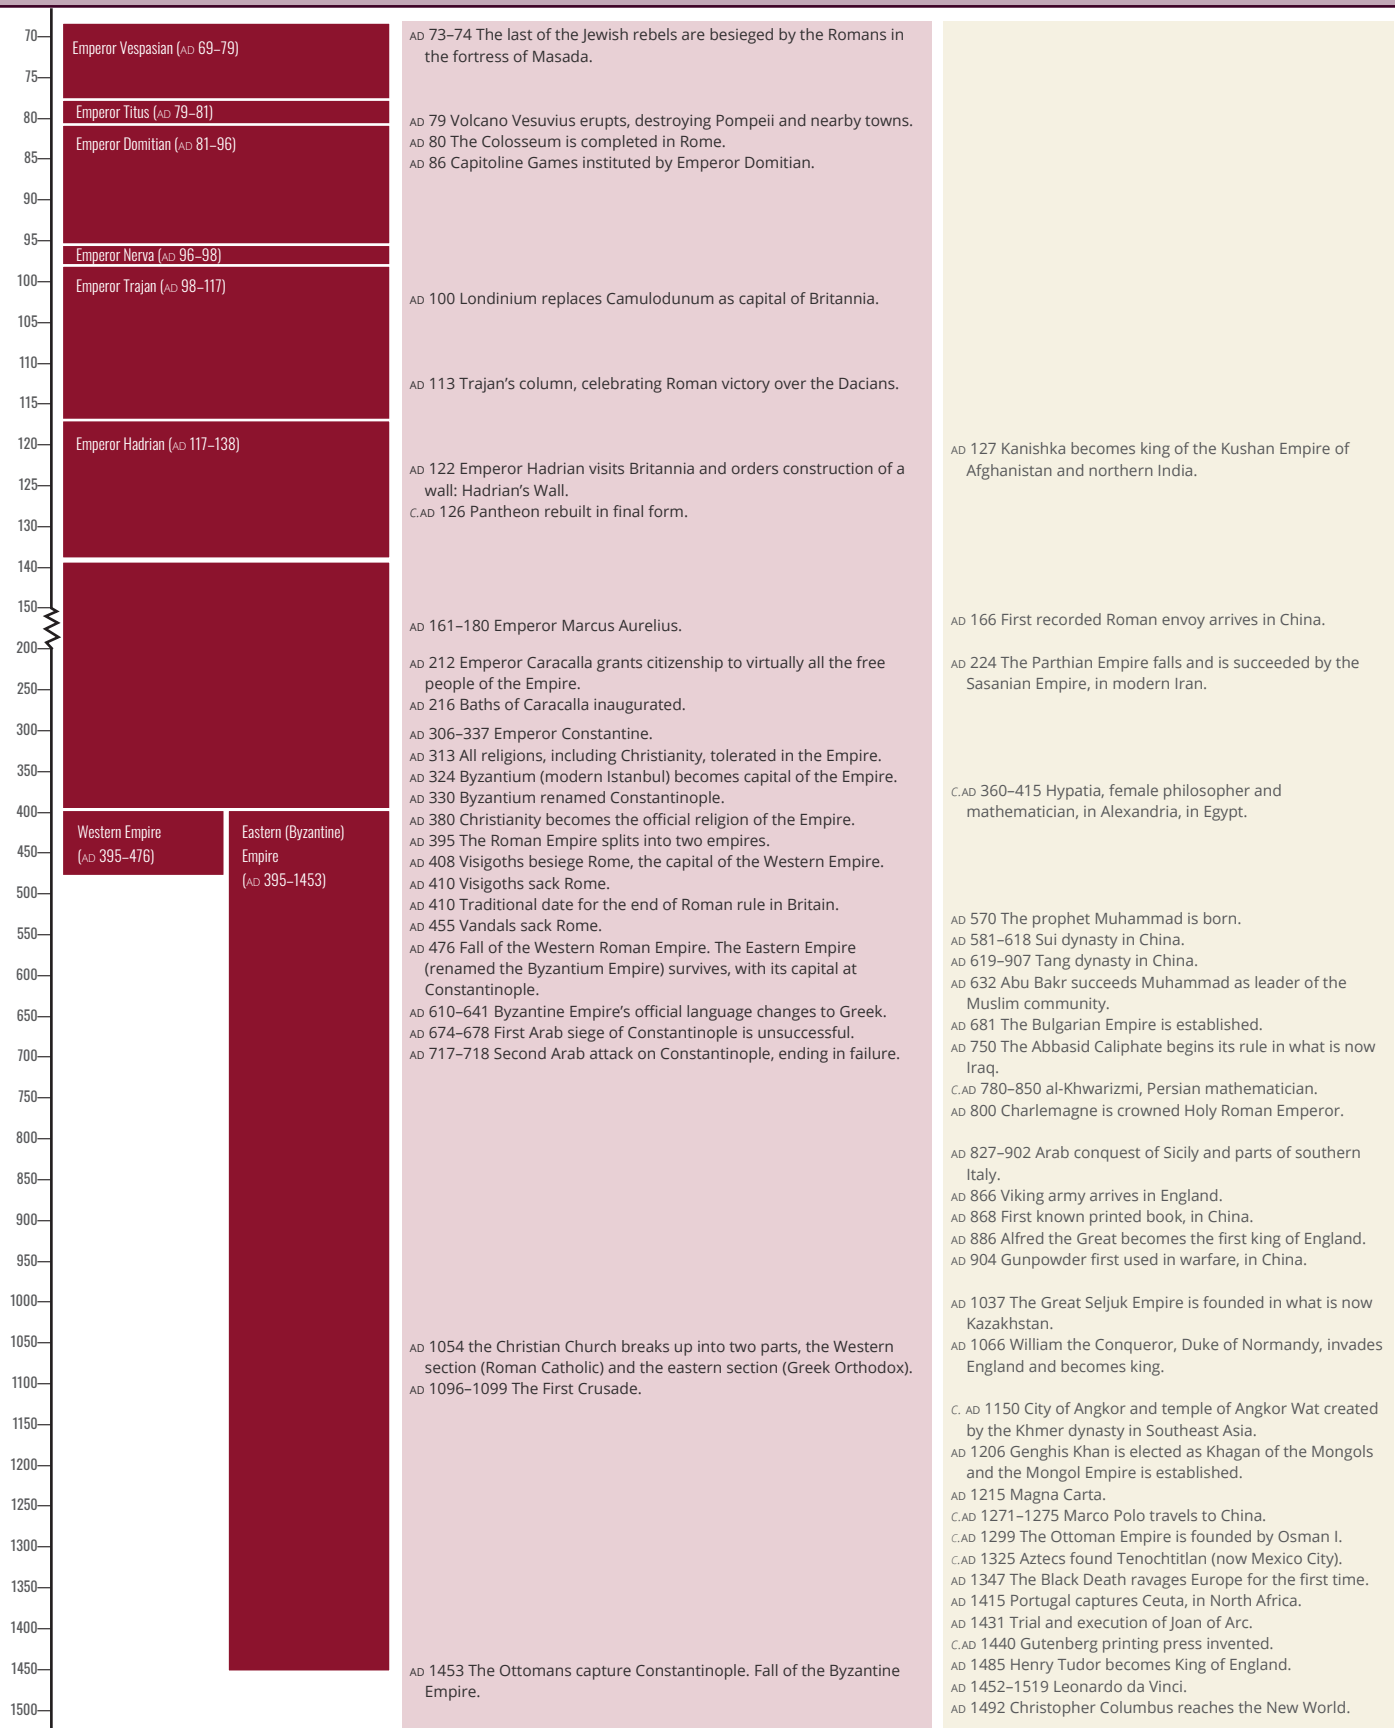 70
75
80
85
90
95
100
105
110
115
120
125
130
140
150
200
250
300
350
400
450
500
550
600
650
700
750
800
850
900
950
1000
1050
1100
1150
1200
1250
1300
1350
1400
1450
1500
Emperor Vespasian (AD 69–79)
Emperor Titus (AD 79–81)
Emperor Domitian (AD 81–96)
Emperor Nerva (AD 96–98)
Emperor Trajan (AD 98–117)
Emperor Hadrian (AD 117–138)
Western Empire
(AD 395–476)
Eastern (Byzantine)
Empire
(AD 395–1453)
AD 73–74 The last of the Jewish rebels are besieged by the Romans in
the fortress of Masada.
AD 79 Volcano Vesuvius erupts, destroying Pompeii and nearby towns.
AD 80 The Colosseum is completed in Rome.
AD 86 Capitoline Games instituted by Emperor Domitian.
AD 100 Londinium replaces Camulodunum as capital of Britannia.
AD 113 Trajan’s column, celebrating Roman victory over the Dacians.
AD 122 Emperor Hadrian visits Britannia and orders construction of a
wall: Hadrian’s Wall.
C.AD 126 Pantheon rebuilt in final form.
AD 161–180 Emperor Marcus Aurelius.
AD 212 Emperor Caracalla grants citizenship to virtually all the free
people of the Empire.
AD 216 Baths of Caracalla inaugurated.
AD 306–337 Emperor Constantine.
AD 313 All religions, including Christianity, tolerated in the Empire.
AD 324 Byzantium (modern Istanbul) becomes capital of the Empire.
AD 330 Byzantium renamed Constantinople.
AD 380 Christianity becomes the official religion of the Empire.
AD 395 The Roman Empire splits into two empires.
AD 408 Visigoths besiege Rome, the capital of the Western Empire.
AD 410 Visigoths sack Rome.
AD 410 Traditional date for the end of Roman rule in Britain.
AD 455 Vandals sack Rome.
AD 476 Fall of the Western Roman Empire. The Eastern Empire
(renamed the Byzantium Empire) survives, with its capital at
Constantinople.
AD 610–641 Byzantine Empire’s official language changes to Greek.
AD 674–678 First Arab siege of Constantinople is unsuccessful.
AD 717–718 Second Arab attack on Constantinople, ending in failure.
AD 1054 the Christian Church breaks up into two parts, the Western
section (Roman Catholic) and the eastern section (Greek Orthodox).
AD 1096–1099 The First Crusade.
AD 1453 The Ottomans capture Constantinople. Fall of the Byzantine
Empire.
AD 127 Kanishka becomes king of the Kushan Empire of
Afghanistan and northern India.
AD 166 First recorded Roman envoy arrives in China.
AD 224 The Parthian Empire falls and is succeeded by the
Sasanian Empire, in modern Iran.
C.AD 360–415 Hypatia, female philosopher and
mathematician, in Alexandria, in Egypt.
AD 570 The prophet Muhammad is born.
AD 581–618 Sui dynasty in China.
AD 619–907 Tang dynasty in China.
AD 632 Abu Bakr succeeds Muhammad as leader of the
Muslim community.
AD 681 The Bulgarian Empire is established.
AD 750 The Abbasid Caliphate begins its rule in what is now
Iraq.
C.AD 780–850 al-Khwarizmi, Persian mathematician.
AD 800 Charlemagne is crowned Holy Roman Emperor.
AD 827–902 Arab conquest of Sicily and parts of southern
Italy.
AD 866 Viking army arrives in England.
AD 868 First known printed book, in China.
AD 886 Alfred the Great becomes the first king of England.
AD 904 Gunpowder first used in warfare, in China.
AD 1037 The Great Seljuk Empire is founded in what is now
Kazakhstan.
AD 1066 William the Conqueror, Duke of Normandy, invades
England and becomes king.
C. AD 1150 City of Angkor and temple of Angkor Wat created
by the Khmer dynasty in Southeast Asia.
AD 1206 Genghis Khan is elected as Khagan of the Mongols
and the Mongol Empire is established.
AD 1215 Magna Carta.
C.AD 1271–1275 Marco Polo travels to China.
C.AD 1299 The Ottoman Empire is founded by Osman I.
C.AD 1325 Aztecs found Tenochtitlan (now Mexico City).
AD 1347 The Black Death ravages Europe for the first time.
AD 1415 Portugal captures Ceuta, in North Africa.
AD 1431 Trial and execution of Joan of Arc.
C.AD 1440 Gutenberg printing press invented.
AD 1485 Henry Tudor becomes King of England.
AD 1452–1519 Leonardo da Vinci.
AD 1492 Christopher Columbus reaches the New World.